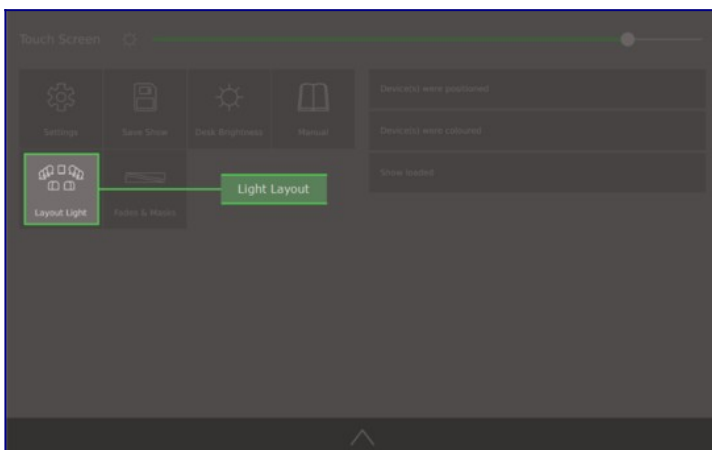 Touch Screen
Settings
Save Show
Desk Brightness
Manual
Device(s) were positioned
Device(s) were coloured
Show loaded
Layout Light
Fades & Majes
Light Layout